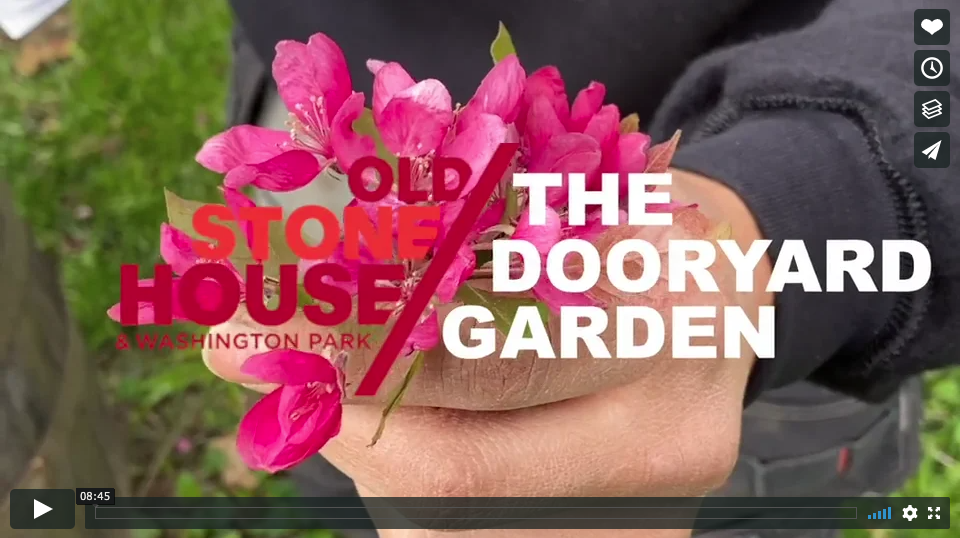 OLD
STONE
HOUSE
& WASHINGTON PARK
THE
DOORYARD
GARDEN
08:45